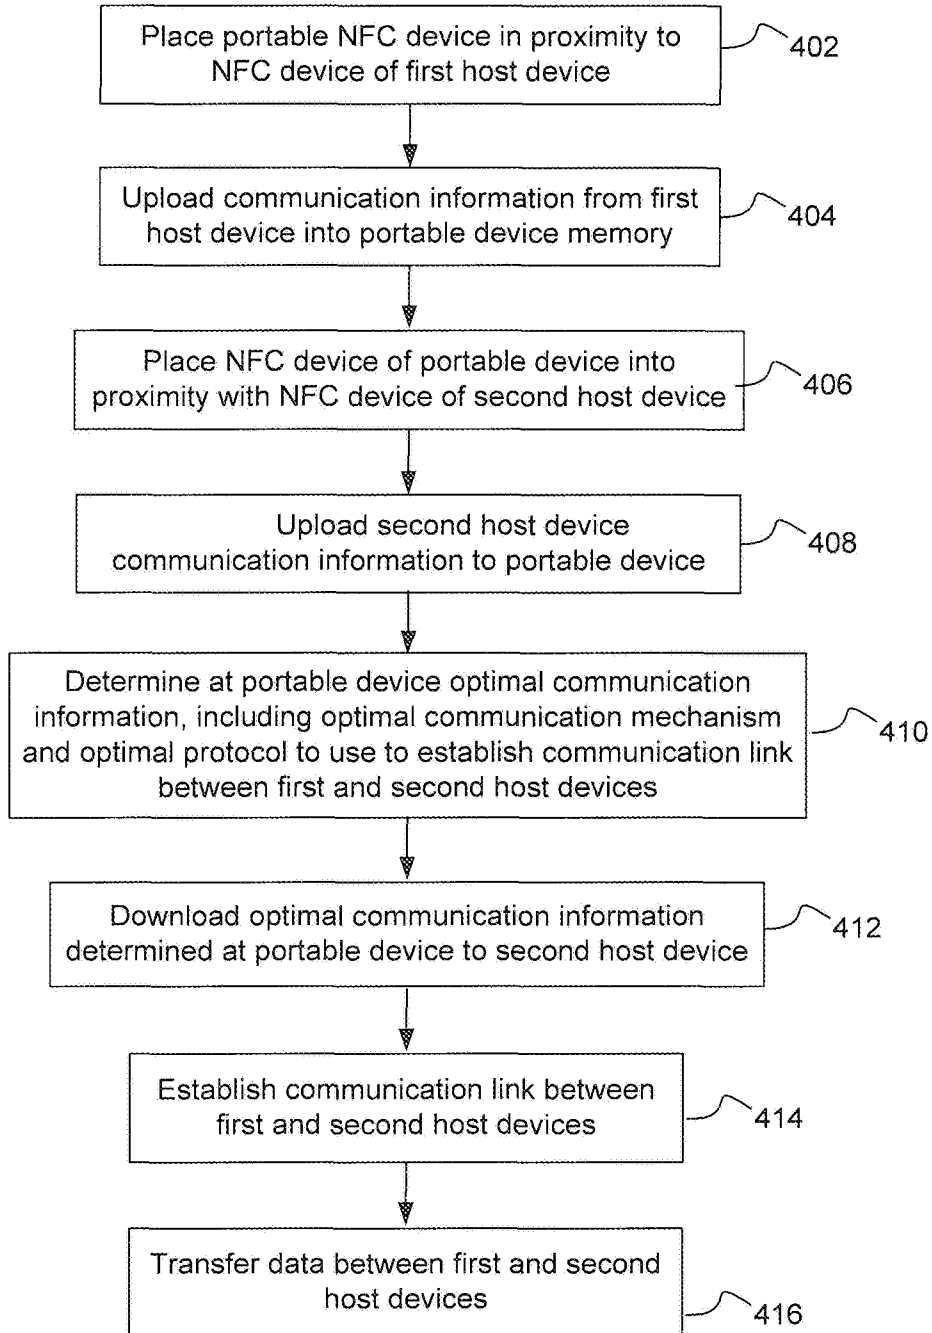 Place portable NFC device in proximity to
NFC device of first host device
402
Upload communication information from first
host device into portable device memory
404
Place NFC device of portable device into
proximity with NFC device of second host device
406
Upload second host device
communication information to portable device
408
Determine at portable device optimal communication
information, including optimal communication mechanism
and optimal protocol to use to establish communication link
between first and second host devices
410
Download optimal communication information
determined at portable device to second host device
412
Establish communication link between
first and second host devices
414
Transfer data between first and second
host devices
416